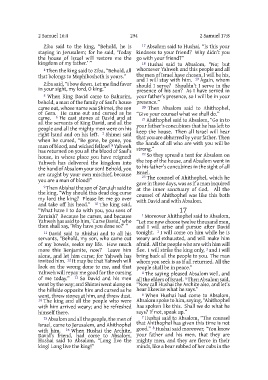 2 Samuel 16:4
294
2 Samuel 17:8
Ziba said to the king, “Behold, he is
staying in Jerusalem; for he said, ‘Today
the house of Israel will restore me the
kingdom of my father.’”
4 Then the king said to Ziba, “Behold, all
that belongs to Mephibosheth is yours.”
Ziba said, “I bow down. Let me find favor
in your sight, my lord, O king.”
5 When King David came to Bahurim,
behold, a man of the family of Saul’s house
came out, whose name was Shimei, the son
of Gera. He came out and cursed as he
came. 6 He cast stones at David and at
all the servants of King David, and all the
people and all the mighty men were on his
right hand and on his left. 7 Shimei said
when he cursed, “Be gone, be gone, you
man of blood, and wicked fellow! 8 Yahweh
has returned on you all the blood of Saul’s
house, in whose place you have reigned!
Yahweh has delivered the kingdom into
the hand of Absalom your son! Behold, you
are caught by your own mischief, because
you are a man of blood!”
9 Then Abishai the son of Zeruiah said to
the king, “Why should this dead dog curse
my lord the king? Please let me go over
and take off his head.” 10 The king said,
“What have I to do with you, you sons of
Zeruiah? Because he curses, and because
Yahweh has said to him, ‘Curse David,’ who
then shall say, ‘Why have you done so?’”
11 David said to Abishai and to all his
servants, “Behold, my son, who came out
of my bowels, seeks my life. How much
more this Benjamite, now? Leave him
alone, and let him curse; for Yahweh has
invited him. 12 It may be that Yahweh will
look on the wrong done to me, and that
Yahweh will repay me good for the cursing
of me today.” 13 So David and his men
went by the way; and Shimei went along on
the hillside opposite him and cursed as he
went, threw stones at him, and threw dust.
14 The king and all the people who were
with him arrived weary; and he refreshed
himself there.
15 Absalom and all the people, the men of
Israel, came to Jerusalem, and Ahithophel
with him. 16 When Hushai the Archite,
David’s friend, had come to Absalom,
Hushai said to Absalom, “Long live the
king! Long live the king!”
17 Absalom said to Hushai, “Is this your
kindness to your friend? Why didn’t you
go with your friend?”
18 Hushai said to Absalom, “No; but
whomever Yahweh and this people and all
the men of Israel have chosen, I will be his,
and I will stay with him. 19 Again, whom
should I serve? Shouldn’t I serve in the
presence of his son? As I have served in
your father’s presence, so I will be in your
presence.”
20 Then Absalom said to Ahithophel,
“Give your counsel what we shall do.”
21 Ahithophel said to Absalom, “Go in to
your father’s concubines that he has left to
keep the house. Then all Israel will hear
that you are abhorred by your father. Then
the hands of all who are with you will be
strong.”
22 So they spread a tent for Absalom on
the top of the house, and Absalom went in
to his father’s concubines in the sight of all
Israel.
23 The counsel of Ahithophel, which he
gave in those days, was as if a man inquired
at the inner sanctuary of God. All the
counsel of Ahithophel was like this both
with David and with Absalom.
17
1 Moreover Ahithophel said to Absalom,
“Let me now choose twelve thousand men,
and I will arise and pursue after David
tonight. 2 I will come on him while he is
weary and exhausted, and will make him
afraid. All the people who are with him will
flee. I will strike the king only, 3 and I will
bring back all the people to you. The man
whom you seek is as if all returned. All the
people shall be in peace.”
4 The saying pleased Absalom well, and
all the elders of Israel. 5 Then Absalom said,
“Now call Hushai the Archite also, and let’s
hear likewise what he says.”
6 When Hushai had come to Absalom,
Absalom spoke to him, saying, “Ahithophel
has spoken like this. Shall we do what he
says? If not, speak up.”
7 Hushai said to Absalom, “The counsel
that Ahithophel has given this time is not
good.” 8 Hushai said moreover, “You know
your father and his men, that they are
mighty men, and they are fierce in their
minds, like a bear robbed of her cubs in the